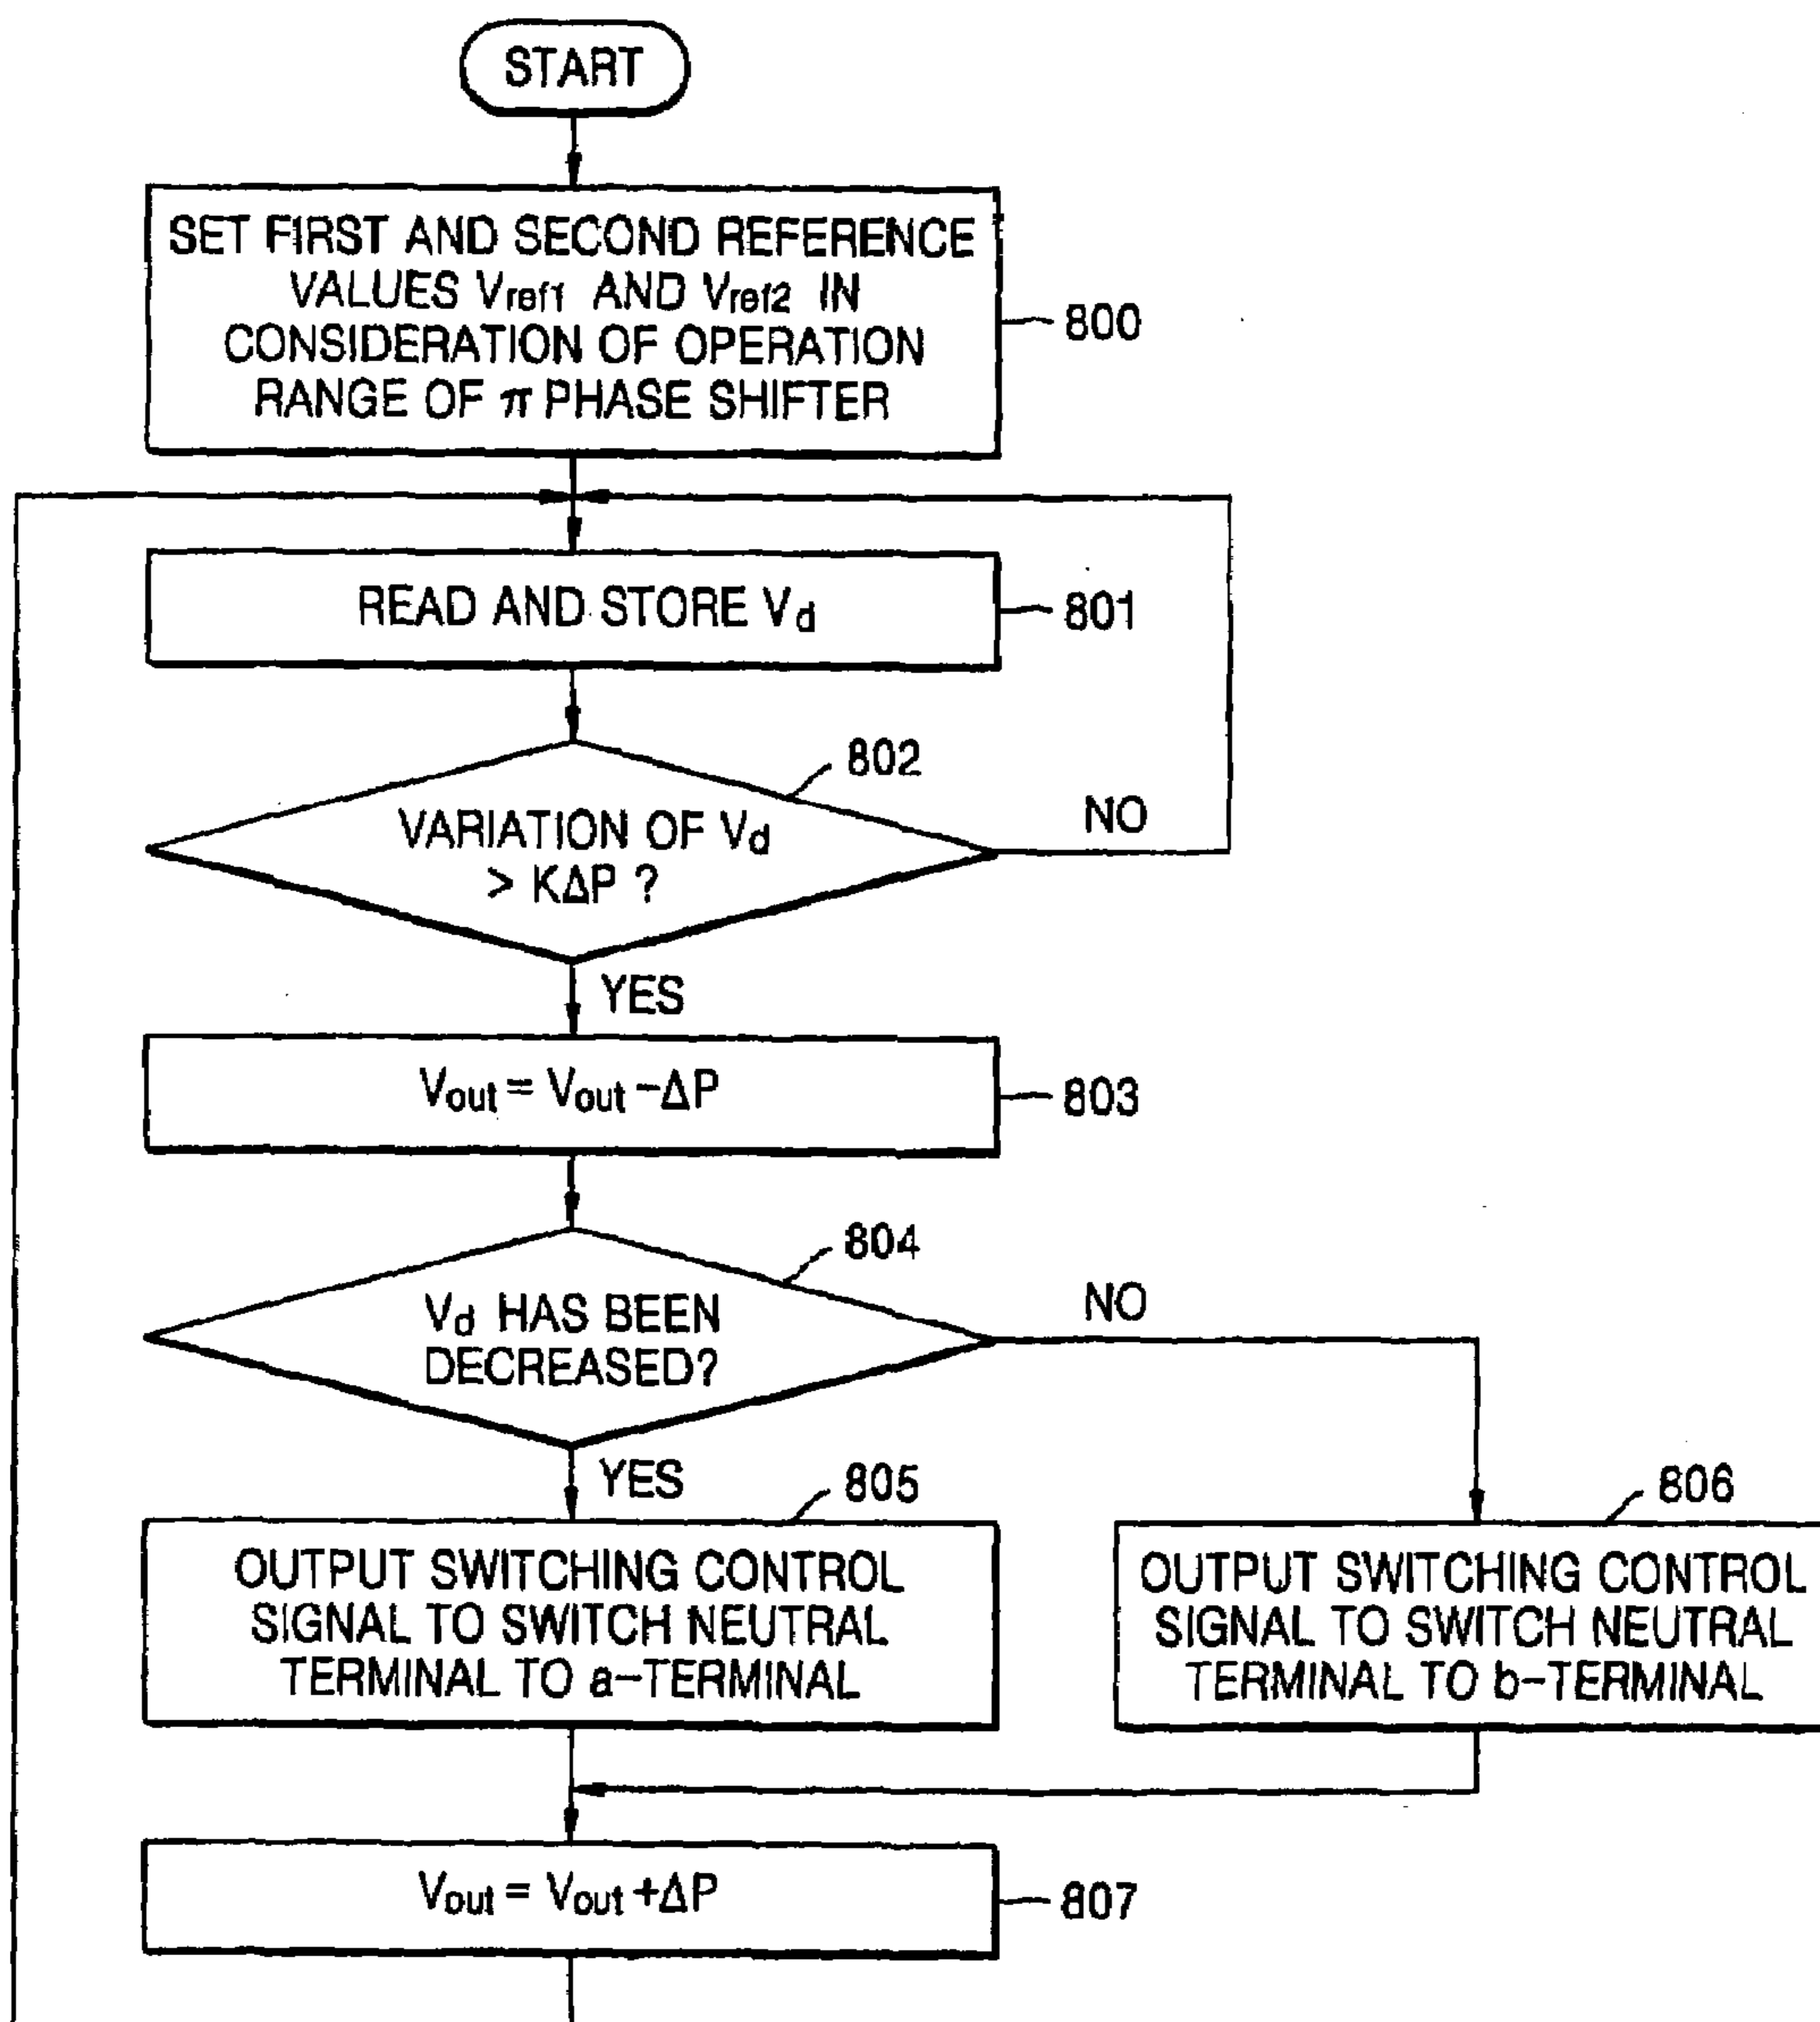 START
SET FIRST AND SECOND REFERENCE
VALUES Vref1 AND Vref2 IN
CONSIDERATION OF OPERATION
RANGE OF π PHASE SHIFTER
800
READ AND STORE Vd
801
802
VARIATION OF Vd
> KΔP ?
NO
YES
Vout = Vout −ΔP
803
804
Vd HAS BEEN
DECREASED?
NO
YES
805
OUTPUT SWITCHING CONTROL
SIGNAL TO SWITCH NEUTRAL
TERMINAL TO a−TERMINAL
806
OUTPUT SWITCHING CONTROL
SIGNAL TO SWITCH NEUTRAL
TERMINAL TO b−TERMINAL
Vout = Vout +ΔP
807